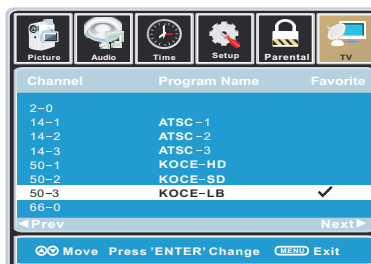 Picture Audio Time Setup Parental TV
Channel Program Name Favorite
2-0
14-1 ATSC-1
14-2 ATSC-2
14-3 ATSC-3
50-1 KOCE-HD
50-2 KOCE-SD
50-3 KOCE-LB ✓
66-0
◀Prev Next▶
Move Press 'ENTER' Change MENU Exit